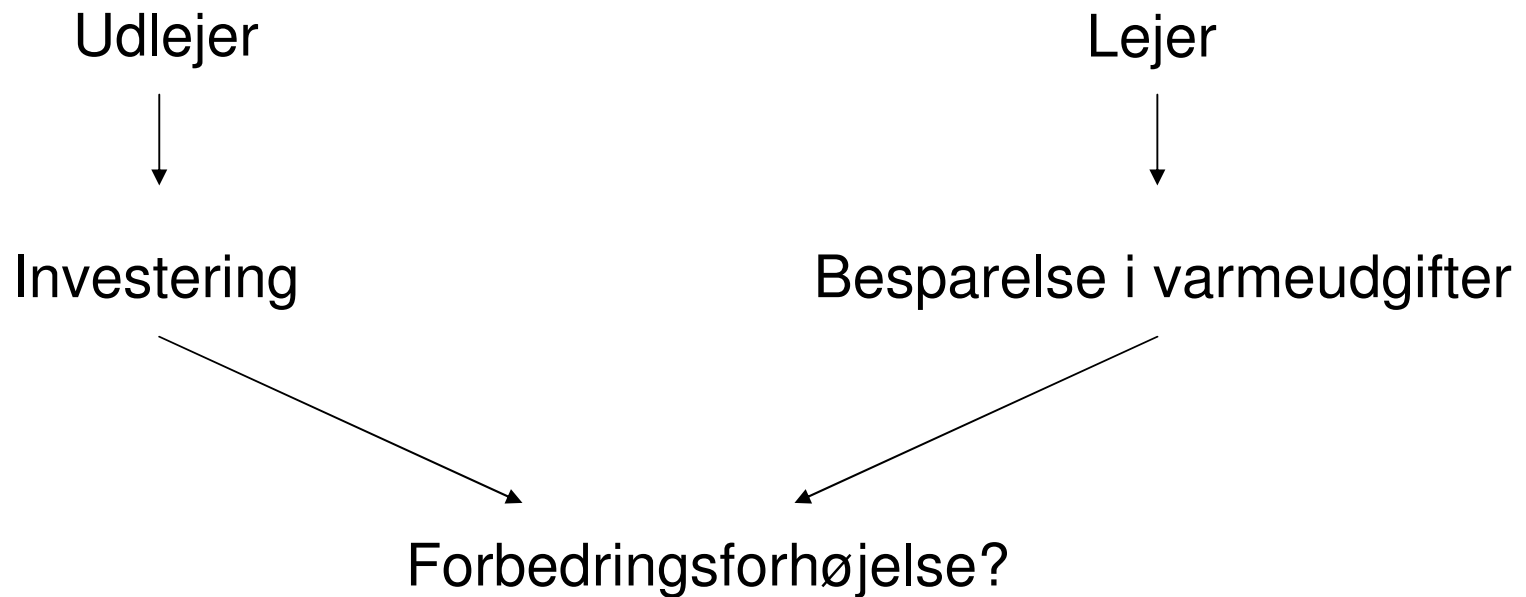 Udlejer
Lejer
Investering
Besparelse i varmeudgifter
Forbedringsforhøjelse?